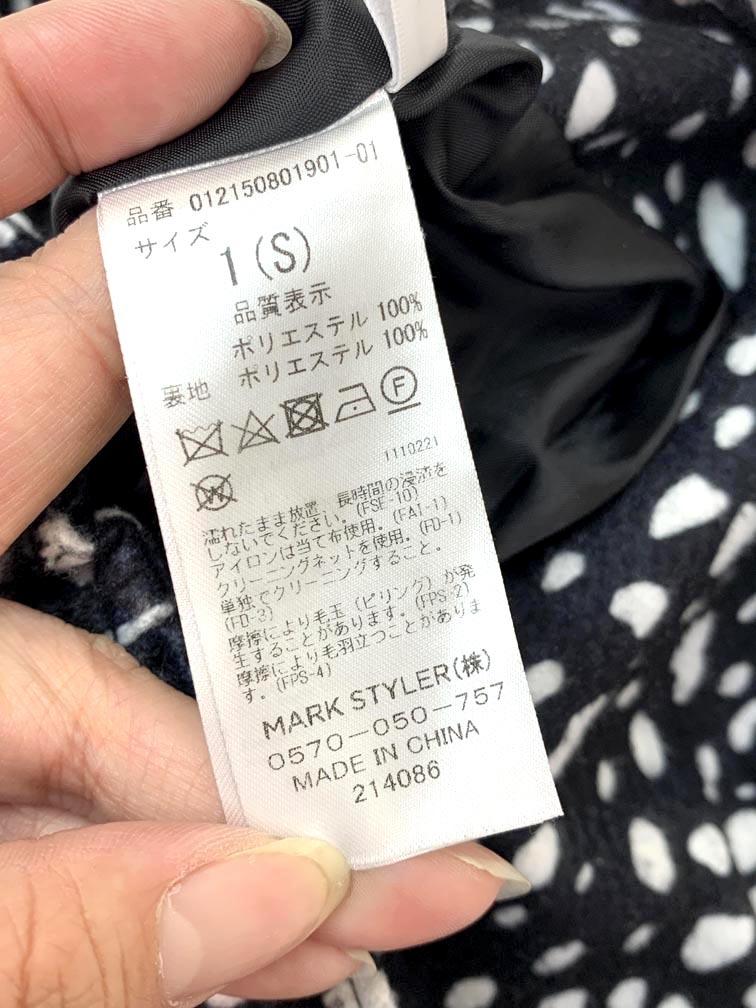 品番 012150801901-01
サイズ
1(S)
品質表示
ポリエステル 100%
裏地 ポリエステル 100%
F
W
1110221
濡れたまま放置、長時間の浸漬を
しないでください。(FSE-10)
アイロンは当て布使用。(FA1-1)
クリーニングネットを使用。(FD-1)
単独でクリーニングすること。
(FD-3)
摩擦により毛玉(ピリング)が発
生することがあります。(FPS-2)
摩擦により毛羽立つことがありま
す。(FPS-4)
MARK STYLER(株)
0570-050-757
MADE IN CHINA
214086